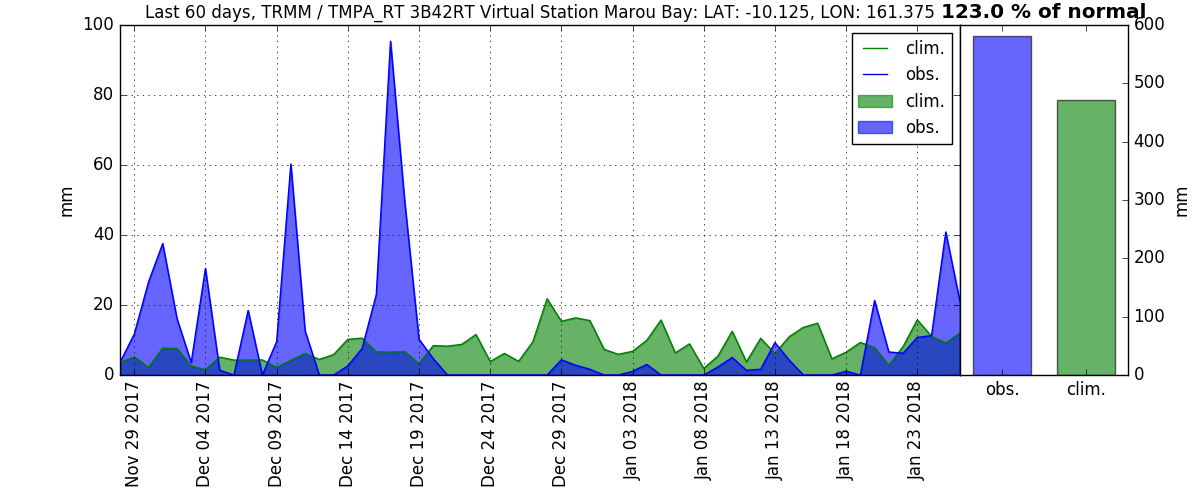 Last 60 days, TRMM / TMPA_RT 3B42RT Virtual Station Marou Bay: LAT: -10.125, LON: 161.375 123.0 % of normal
100
80
60
40
20
0
mm
clim.
obs.
clim.
obs.
600
500
400
300
200
100
0
mm
obs.
clim.
Nov 29 2017
Dec 04 2017
Dec 09 2017
Dec 14 2017
Dec 19 2017
Dec 24 2017
Dec 29 2017
Jan 03 2018
Jan 08 2018
Jan 13 2018
Jan 18 2018
Jan 23 2018